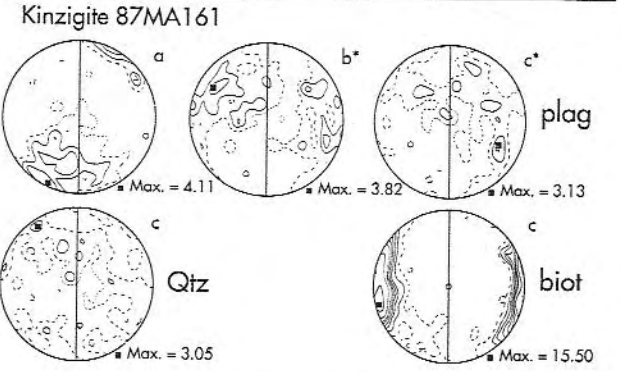 Kinzigite 87MA161
a b* c* plag
■ Max. = 4.11 ■ Max. = 3.82 ■ Max. = 3.13
c Qtz c biot
■ Max. = 3.05 ■ Max. = 15.50